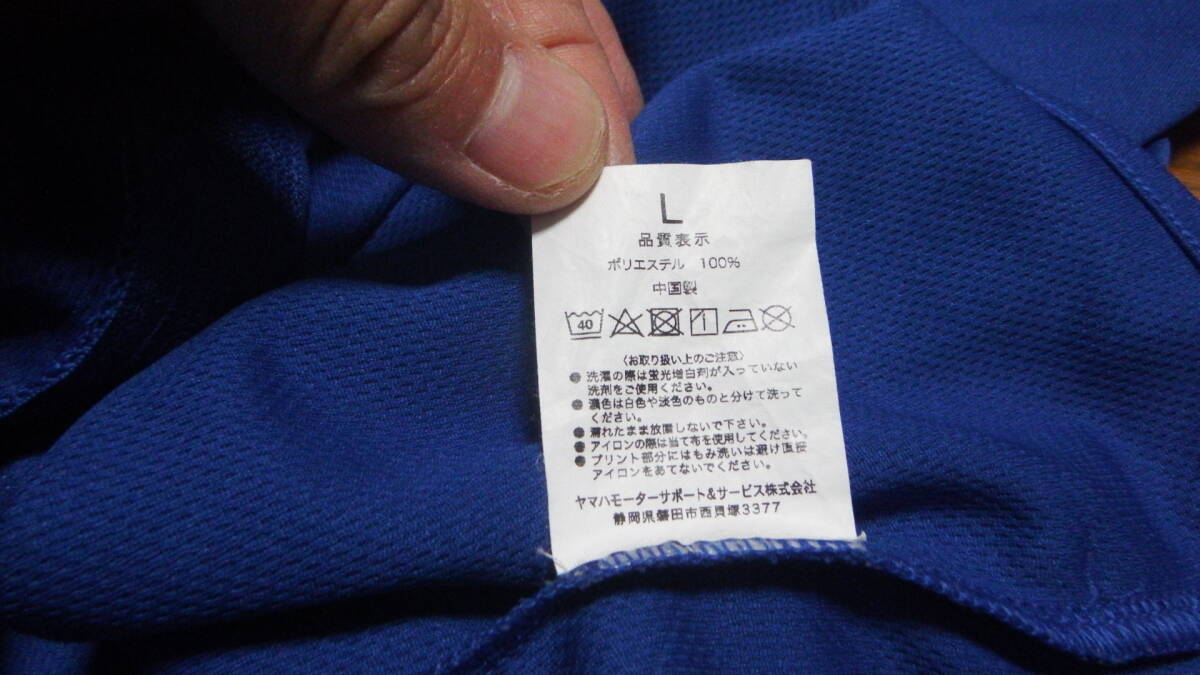 L
品質表示
ポリエステル 100%
中国製
40
〈お取り扱い上のご注意〉
● 洗濯の際は蛍光増白剤が入っていない
洗剤をご使用ください。
● 濃色は白色や淡色のものと分けて洗って
ください。
● 濡れたまま放置しないで下さい。
● アイロンの際は当て布を使用してください。
● プリント部分にはもみ洗いは避け直接
アイロンをあてないでください。
ヤマハモーターサポート&サービス株式会社
静岡県磐田市西貝塚3377